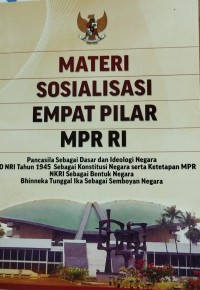 MATERI
SOSIALISASI
EMPAT PILAR
MPR RI
Pancasila Sebagai Dasar dan Ideologi Negara
D NRI Tahun 1945 Sebagai Konstitusi Negara serta Ketetapan MPR
NKRI Sebagai Bentuk Negara
Bhinneka Tunggal Ika Sebagai Semboyan Negara